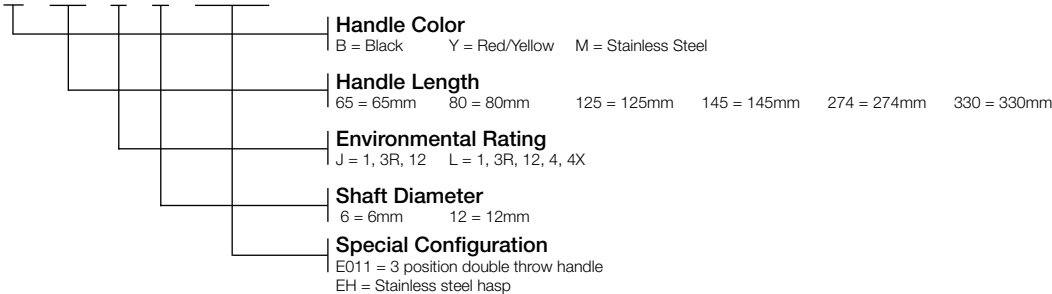 Handle Color
B = Black Y = Red/Yellow M = Stainless Steel
Handle Length
65 = 65mm 80 = 80mm 125 = 125mm 145 = 145mm 274 = 274mm 330 = 330mm
Environmental Rating
J = 1, 3R, 12 L = 1, 3R, 12, 4, 4X
Shaft Diameter
6 = 6mm 12 = 12mm
Special Configuration
E011 = 3 position double throw handle
EH = Stainless steel hasp